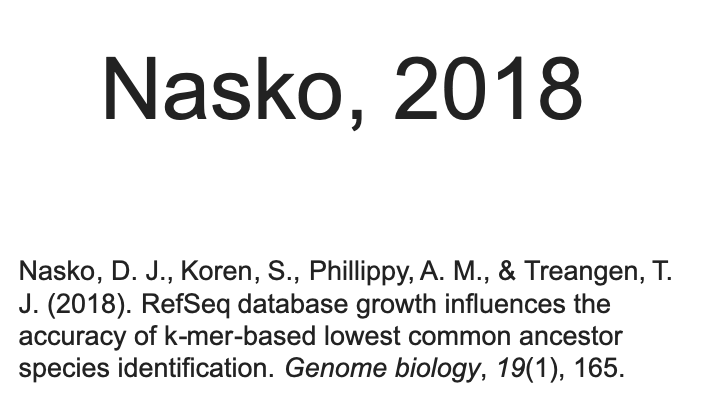 Nasko, 2018
Nasko, D. J., Koren, S., Phillippy, A. M., & Treangen, T.
J. (2018). RefSeq database growth influences the
accuracy of k-mer-based lowest common ancestor
species identification. Genome biology, 19(1), 165.